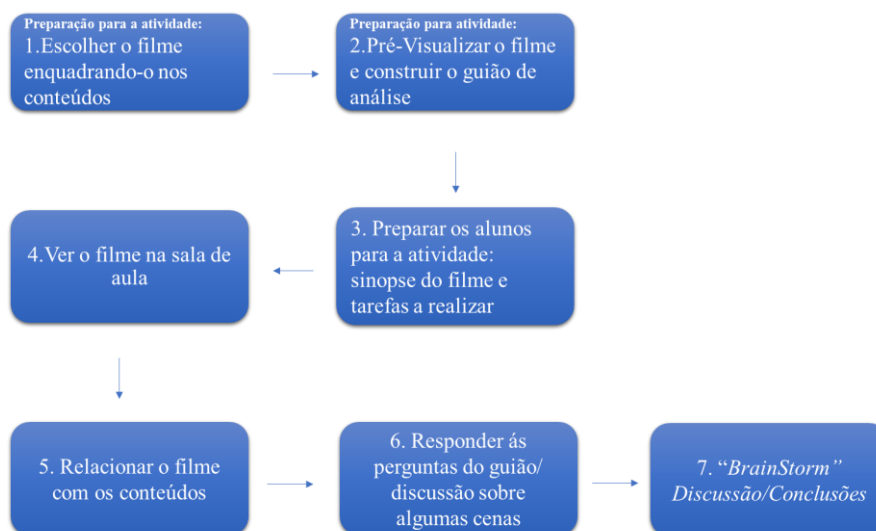 Preparação para a atividade:
1.Escolher o filme
enquadrando-o nos
conteúdos
Preparação para atividade:
2.Pré-Visualizar o filme
e construir o guião de
análise
3. Preparar os alunos
para a atividade:
sinopse do filme e
tarefas a realizar
4.Ver o filme na sala de
aula
5. Relacionar o filme
com os conteúdos
6. Responder ás
perguntas do guião/
discussão sobre
algumas cenas
7. “BrainStorm”
Discussão/Conclusões